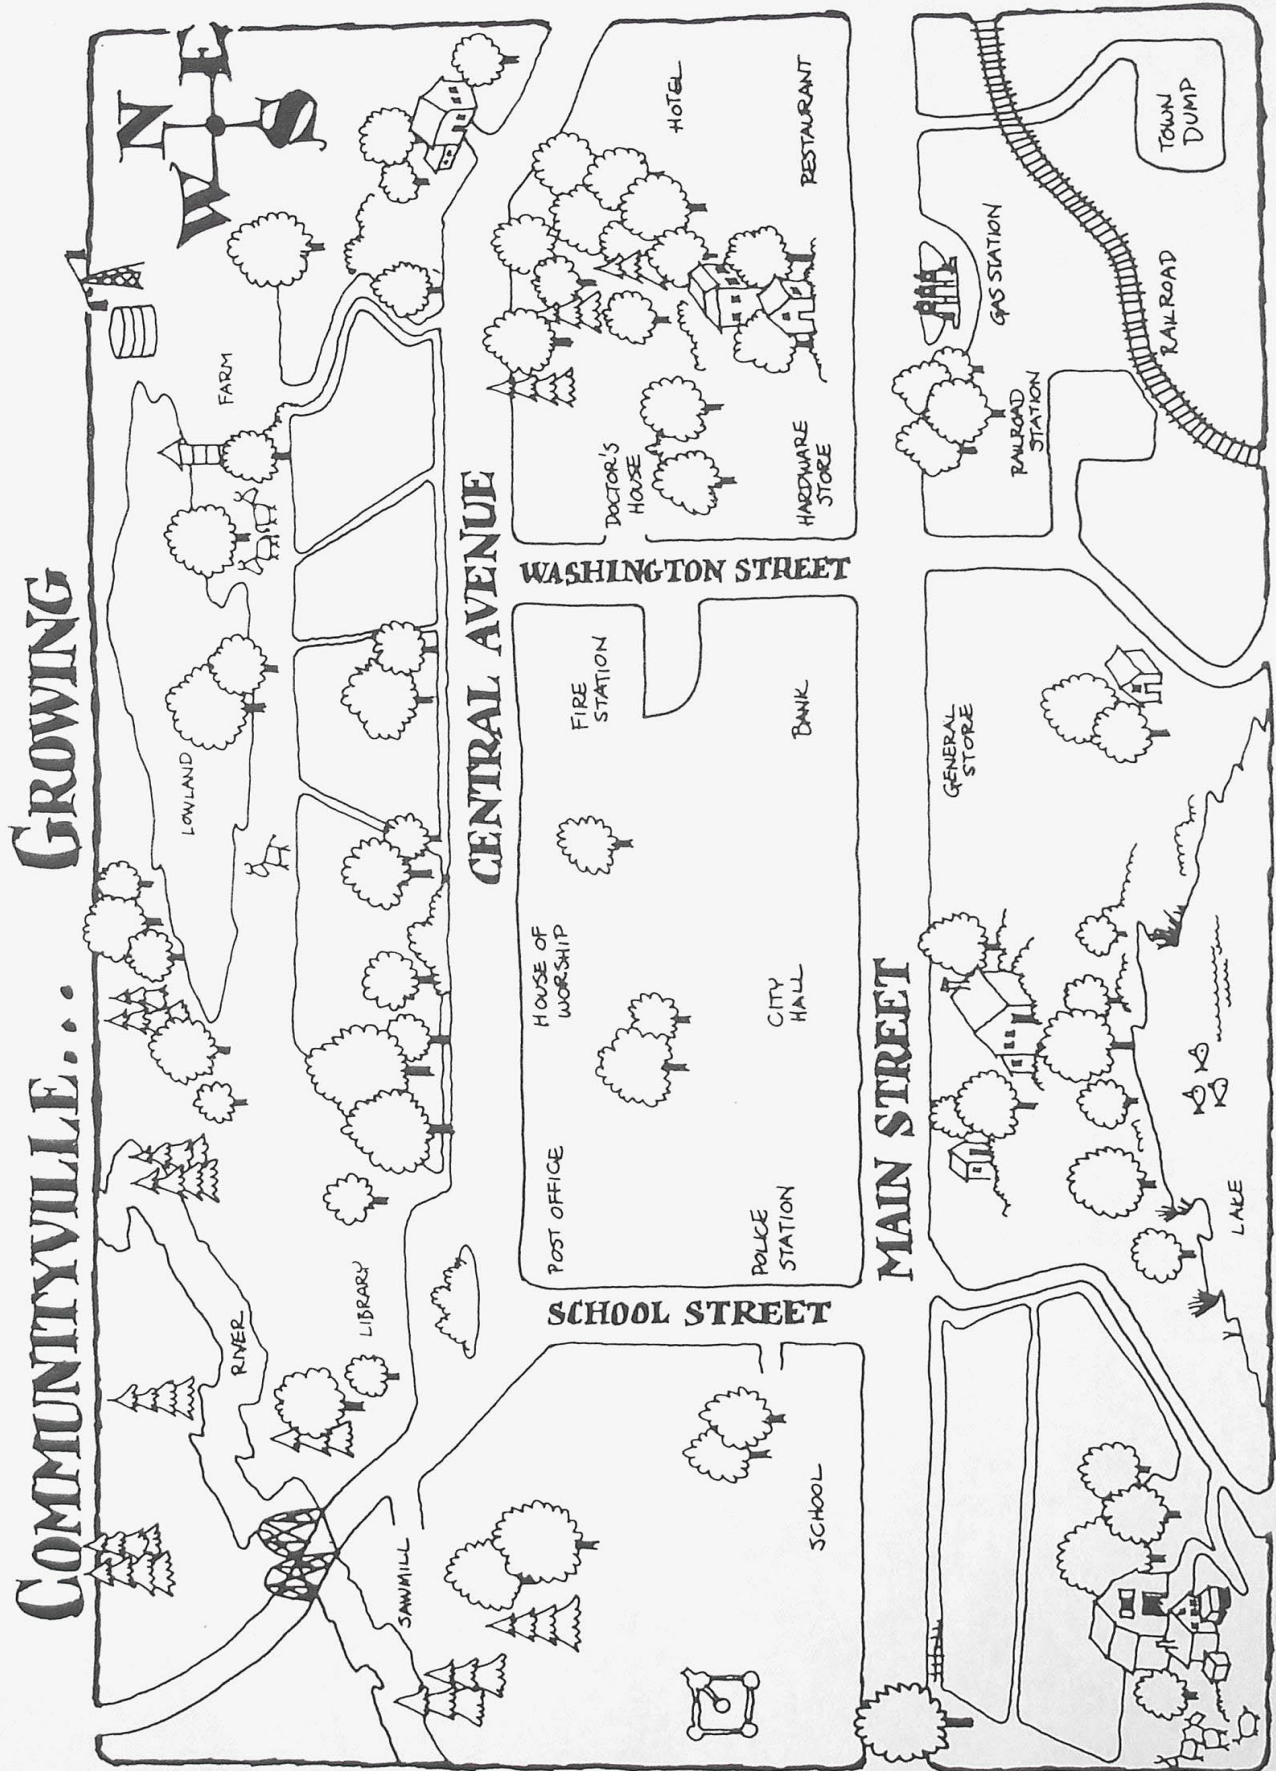 COMMUNITYVILLE... GROWING
N
W E
S
FARM
LOWLAND
RIVER
LIBRARY
SAWMILL
CENTRAL AVENUE
POST OFFICE
HOUSE OF
WORSHIP
FIRE
STATION
DOCTOR'S
HOUSE
HOTEL
SCHOOL STREET
WASHINGTON STREET
SCHOOL
POLICE
STATION
CITY
HALL
BANK
HARDWARE
STORE
RESTAURANT
MAIN STREET
GENERAL
STORE
RAILROAD
STATION
GAS STATION
RAILROAD
TOWN
DUMP
LAKE